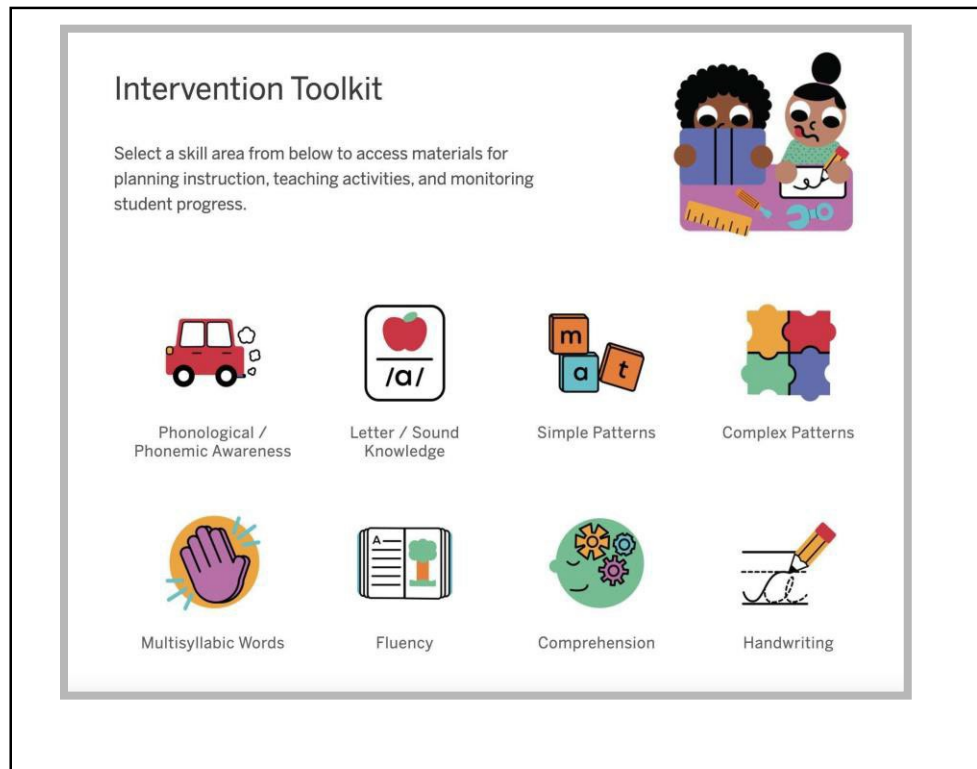 Intervention Toolkit
Select a skill area from below to access materials for
planning instruction, teaching activities, and monitoring
student progress.
/a/
m
a
t
Phonological /
Phonemic Awareness
Letter / Sound
Knowledge
Simple Patterns
Complex Patterns
A
Multisyllabic Words
Fluency
Comprehension
Handwriting